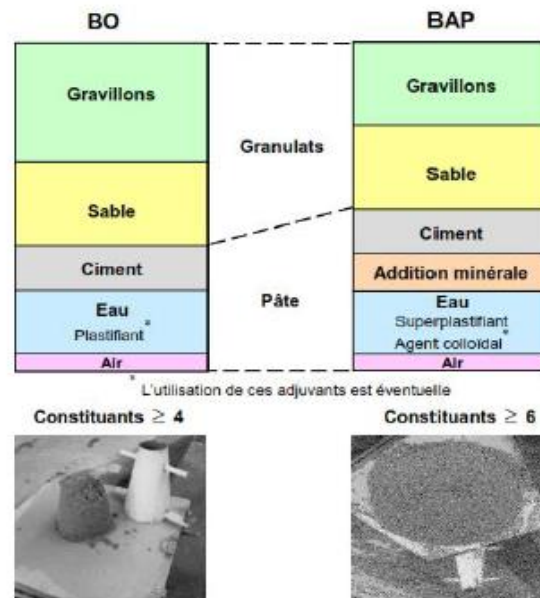 BO
BAP
Gravillons
Sable
Ciment
Eau
Plastifiant*
Air
Granulats
Pâte
Gravillons
Sable
Ciment
Addition minérale
Eau
Superplastifiant
Agent colloïdal*
Air
* L'utilisation de ces adjuvants est éventuelle
Constituants ≥ 4
Constituants ≥ 6